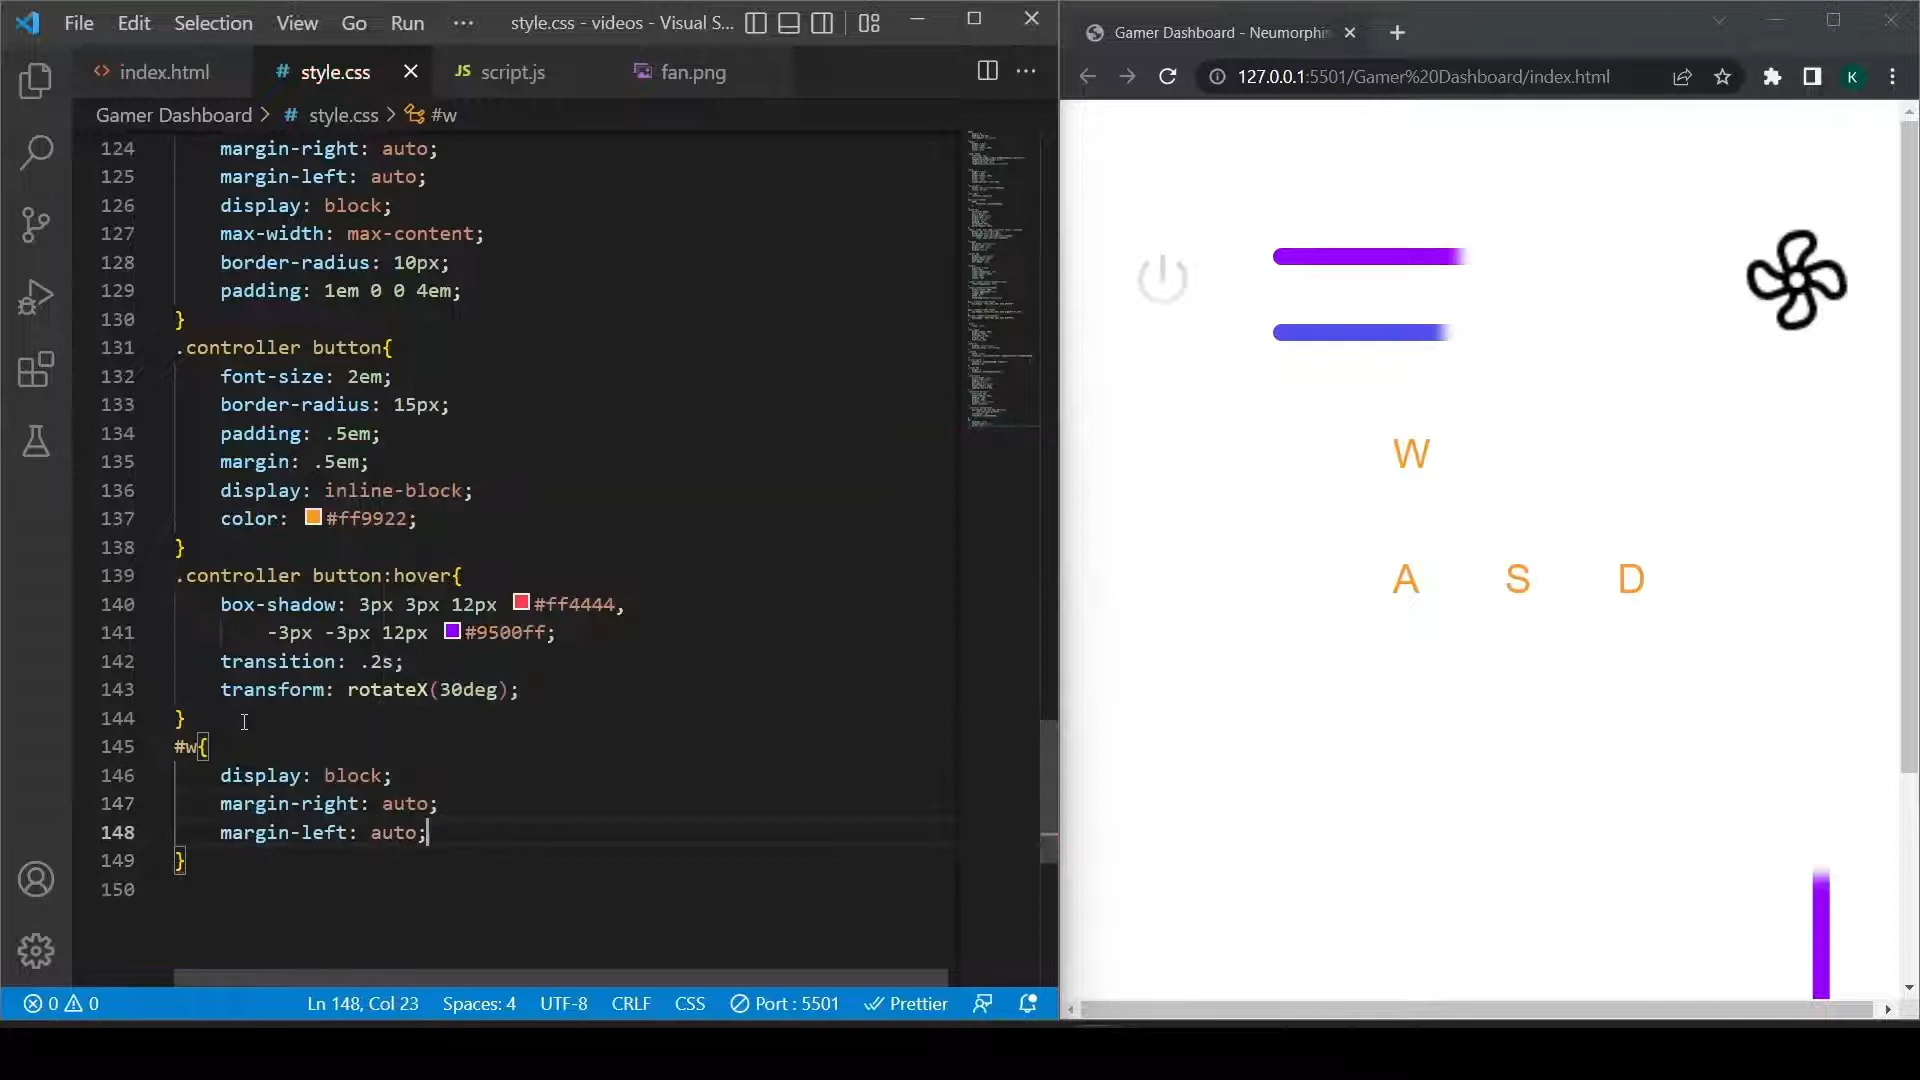 File Edit Selection View Go Run ··· style.css - videos - Visual S...
index.html # style.css JS script.js fan.png
Gamer Dashboard > # style.css > #w
124 margin-right: auto;
125 margin-left: auto;
126 display: block;
127 max-width: max-content;
128 border-radius: 10px;
129 padding: 1em 0 0 4em;
130 }
131 .controller button{
132 font-size: 2em;
133 border-radius: 15px;
134 padding: .5em;
135 margin: .5em;
136 display: inline-block;
137 color: #ff9922;
138 }
139 .controller button:hover{
140 box-shadow: 3px 3px 12px #ff4444,
141 -3px -3px 12px #9500ff;
142 transition: .2s;
143 transform: rotateX(30deg);
144 }
145 #w{
146 display: block;
147 margin-right: auto;
148 margin-left: auto;
149 }
150
0 0 Ln 148, Col 23 Spaces: 4 UTF-8 CRLF CSS Port : 5501 Prettier
Gamer Dashboard - Neumorphi
127.0.0.1:5501/Gamer%20Dashboard/index.html K
W
A S D